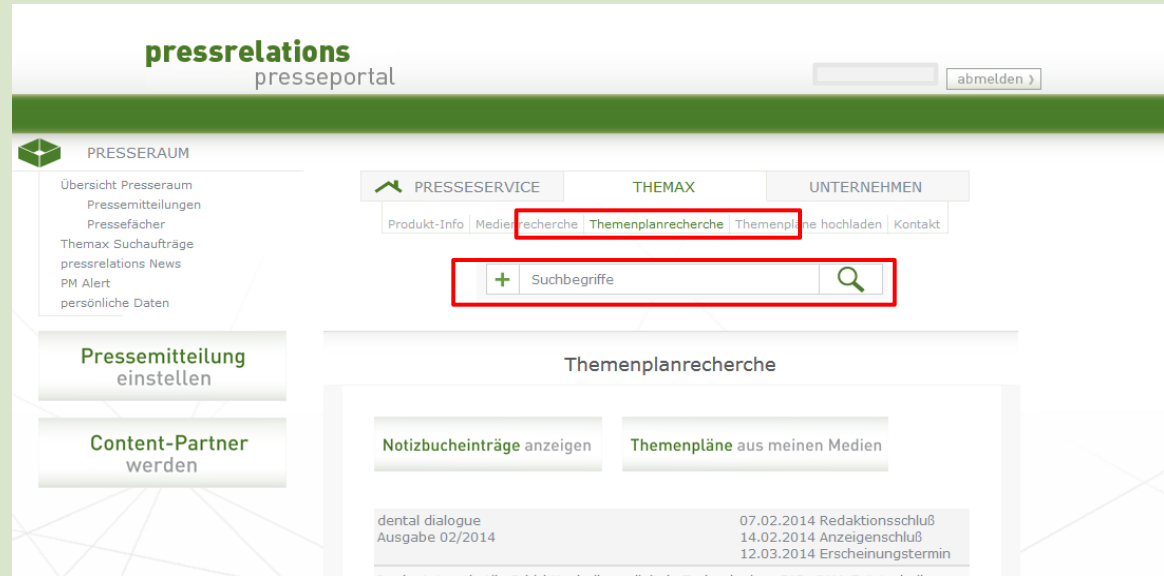 pressrelations
presseportal
abmelden
PRESSERAUM
Übersicht Presseraum
Pressemitteilungen
Pressefächer
Themax Suchaufträge
pressrelations News
PM Alert
persönliche Daten
Pressemitteilung
einstellen
Content-Partner
werden
PRESSESERVICE THEMAX UNTERNEHMEN
Produkt-Info Medienrecherche Themenplanrecherche Themenpläne hochladen Kontakt
+ Suchbegriffe
Themenplanrecherche
Notizbucheinträge anzeigen Themenpläne aus meinen Medien
dental dialogue 07.02.2014 Redaktionsschluß
Ausgabe 02/2014 14.02.2014 Anzeigenschluß
12.03.2014 Erscheinungstermin